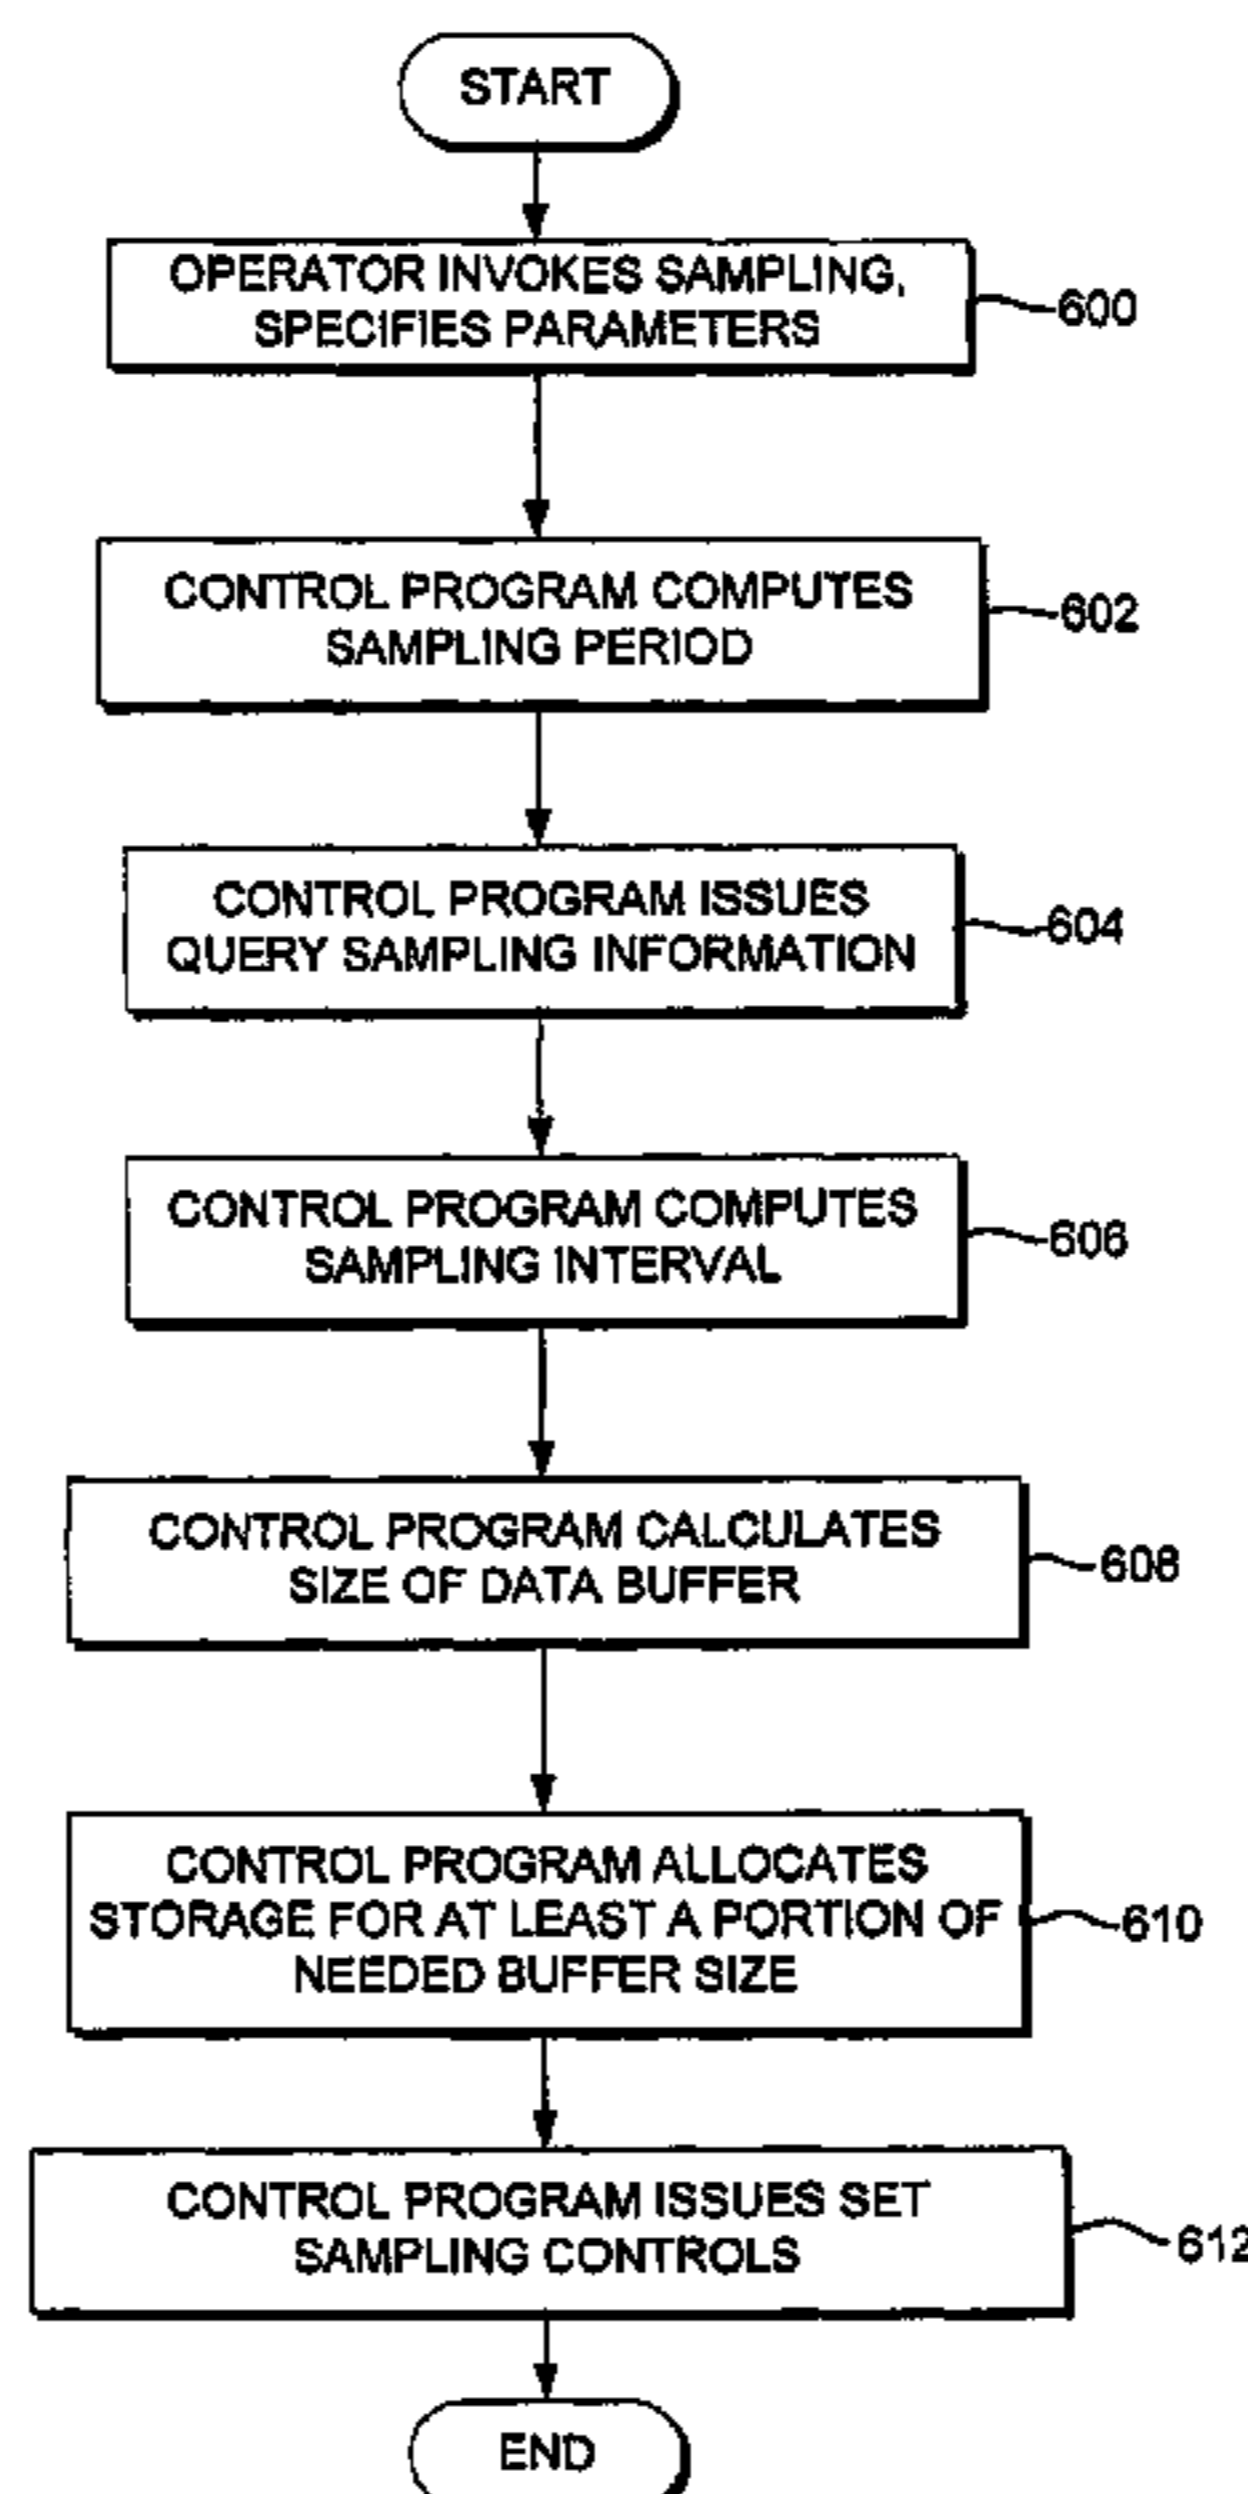 START
OPERATOR INVOKES SAMPLING,
SPECIFIES PARAMETERS
600
CONTROL PROGRAM COMPUTES
SAMPLING PERIOD
602
CONTROL PROGRAM ISSUES
QUERY SAMPLING INFORMATION
604
CONTROL PROGRAM COMPUTES
SAMPLING INTERVAL
606
CONTROL PROGRAM CALCULATES
SIZE OF DATA BUFFER
608
CONTROL PROGRAM ALLOCATES
STORAGE FOR AT LEAST A PORTION OF
NEEDED BUFFER SIZE
610
CONTROL PROGRAM ISSUES SET
SAMPLING CONTROLS
612
END